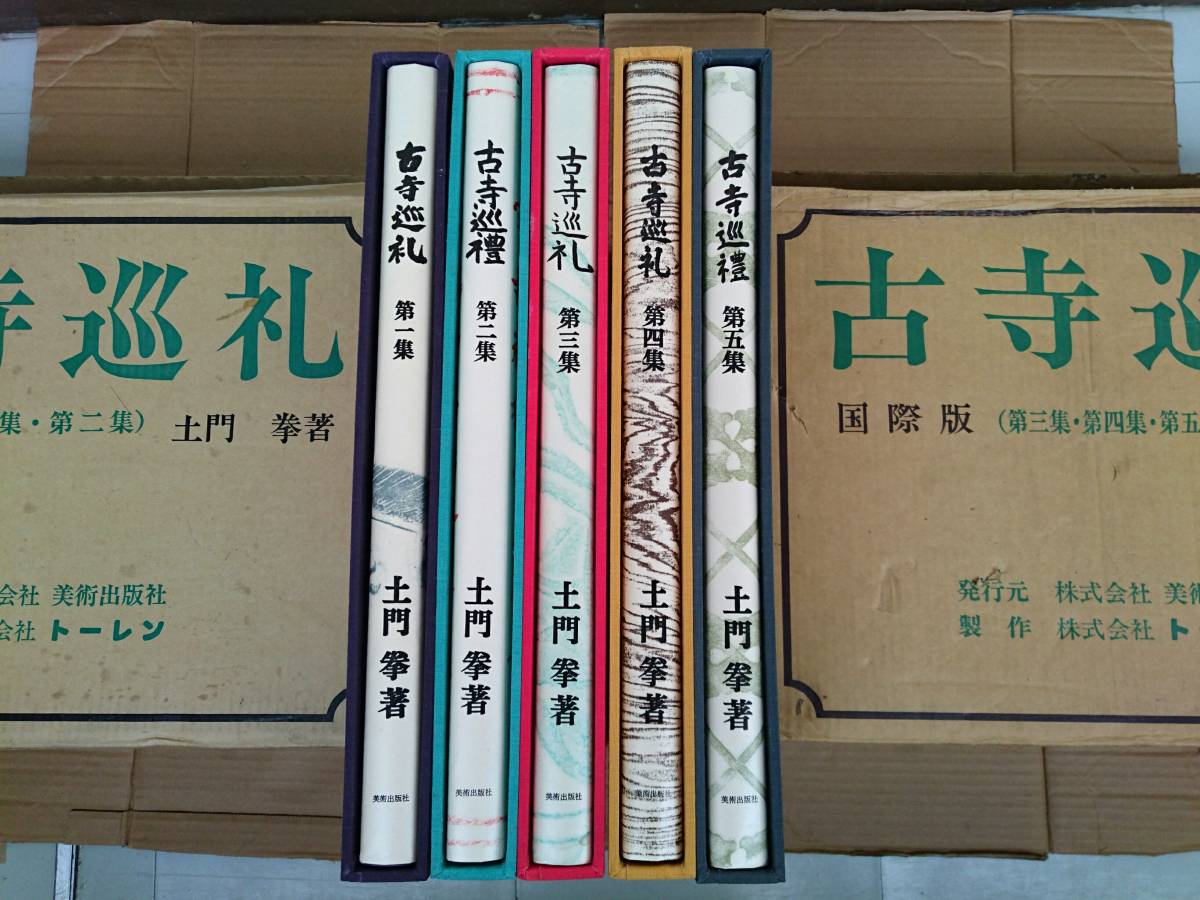 寺巡礼
集・第二集) 土門 拳著
会社 美術出版社
会社 トーレン
古寺巡礼 第一集 土門 拳著
美術出版社
古寺巡禮 第二集 土門 拳著
美術出版社
古寺巡礼 第三集 土門 拳著
美術出版社
古寺巡礼 第四集 土門 拳著
美術出版社
古寺巡禮 第五集 土門 拳著
美術出版社
古寺巡
国際版 (第三集・第四集・第五
発行元 株式会社 美術
製作 株式会社 ト